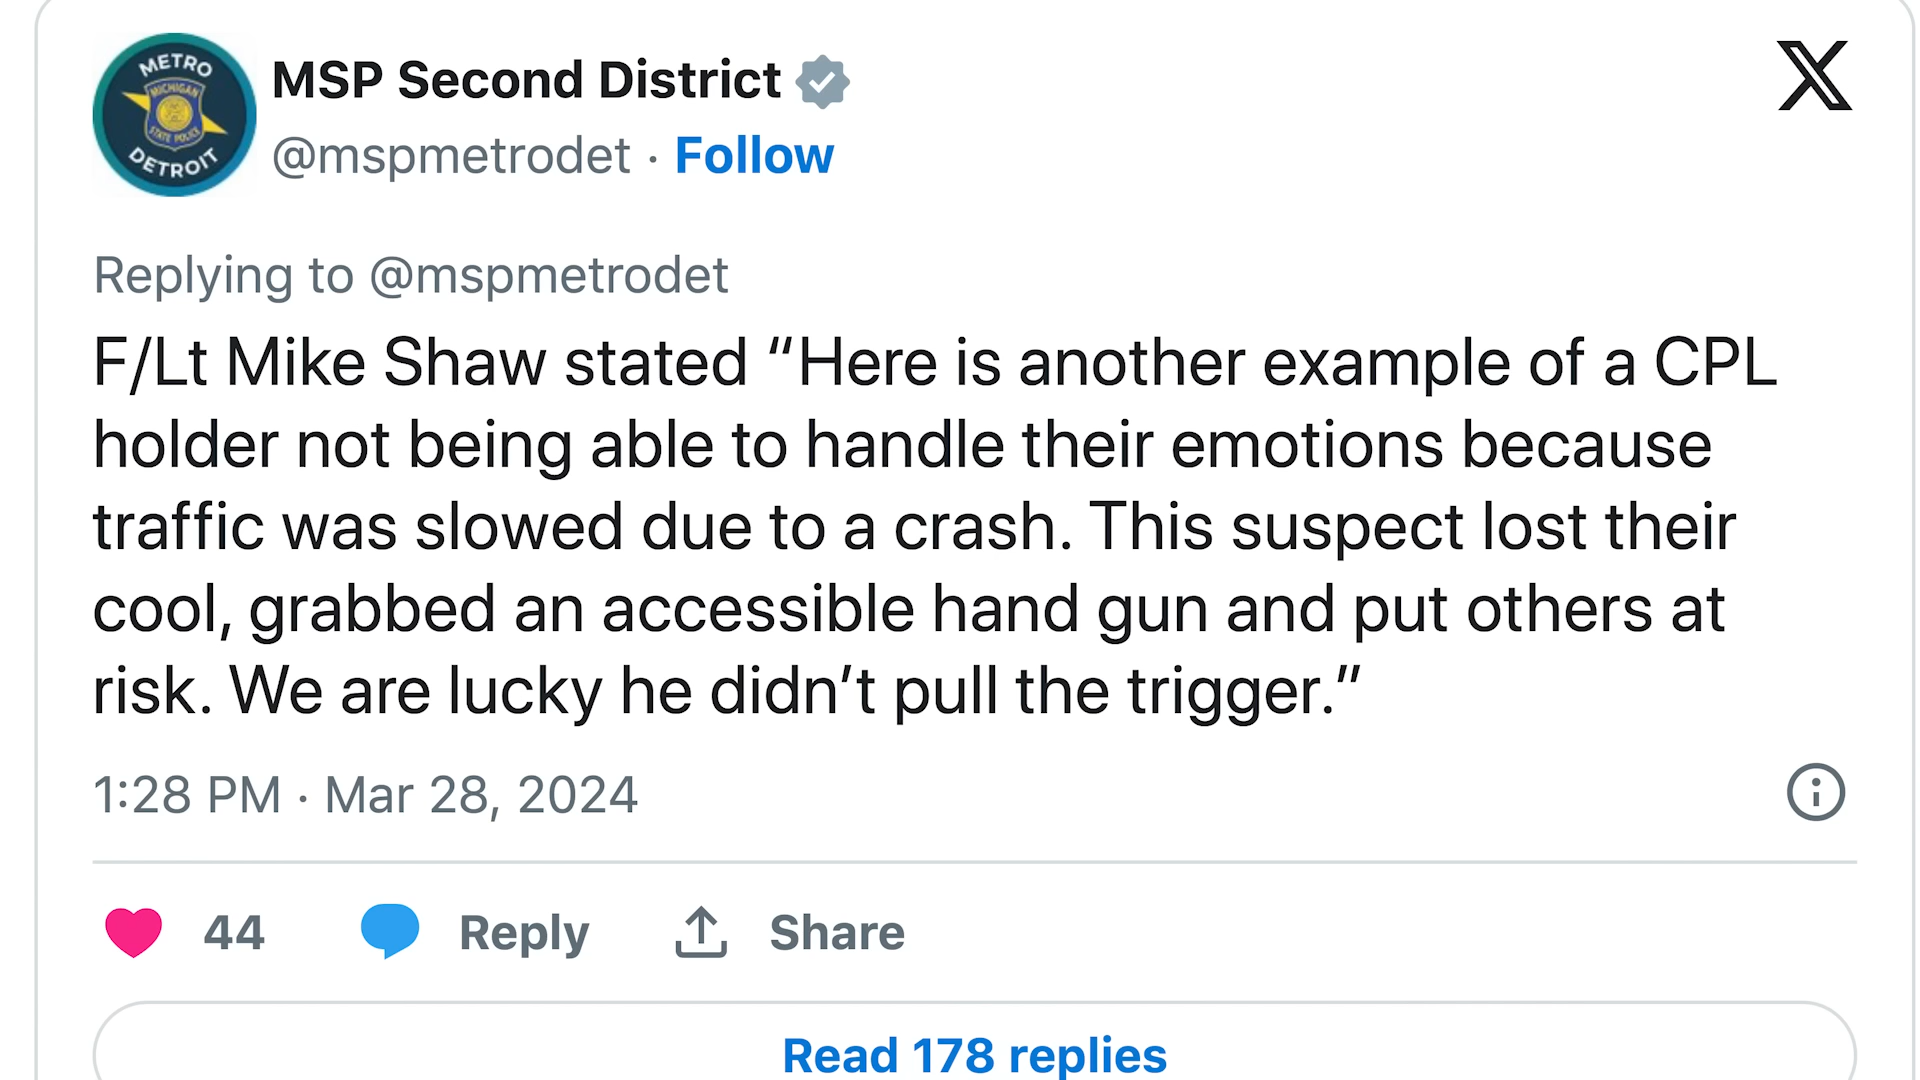 METRO
MICHIGAN
STATE POLICE
DETROIT
MSP Second District
@mspmetrodet · Follow
X
Replying to @mspmetrodet
F/Lt Mike Shaw stated “Here is another example of a CPL
holder not being able to handle their emotions because
traffic was slowed due to a crash. This suspect lost their
cool, grabbed an accessible hand gun and put others at
risk. We are lucky he didn’t pull the trigger.”
1:28 PM · Mar 28, 2024
44 Reply Share
Read 178 replies